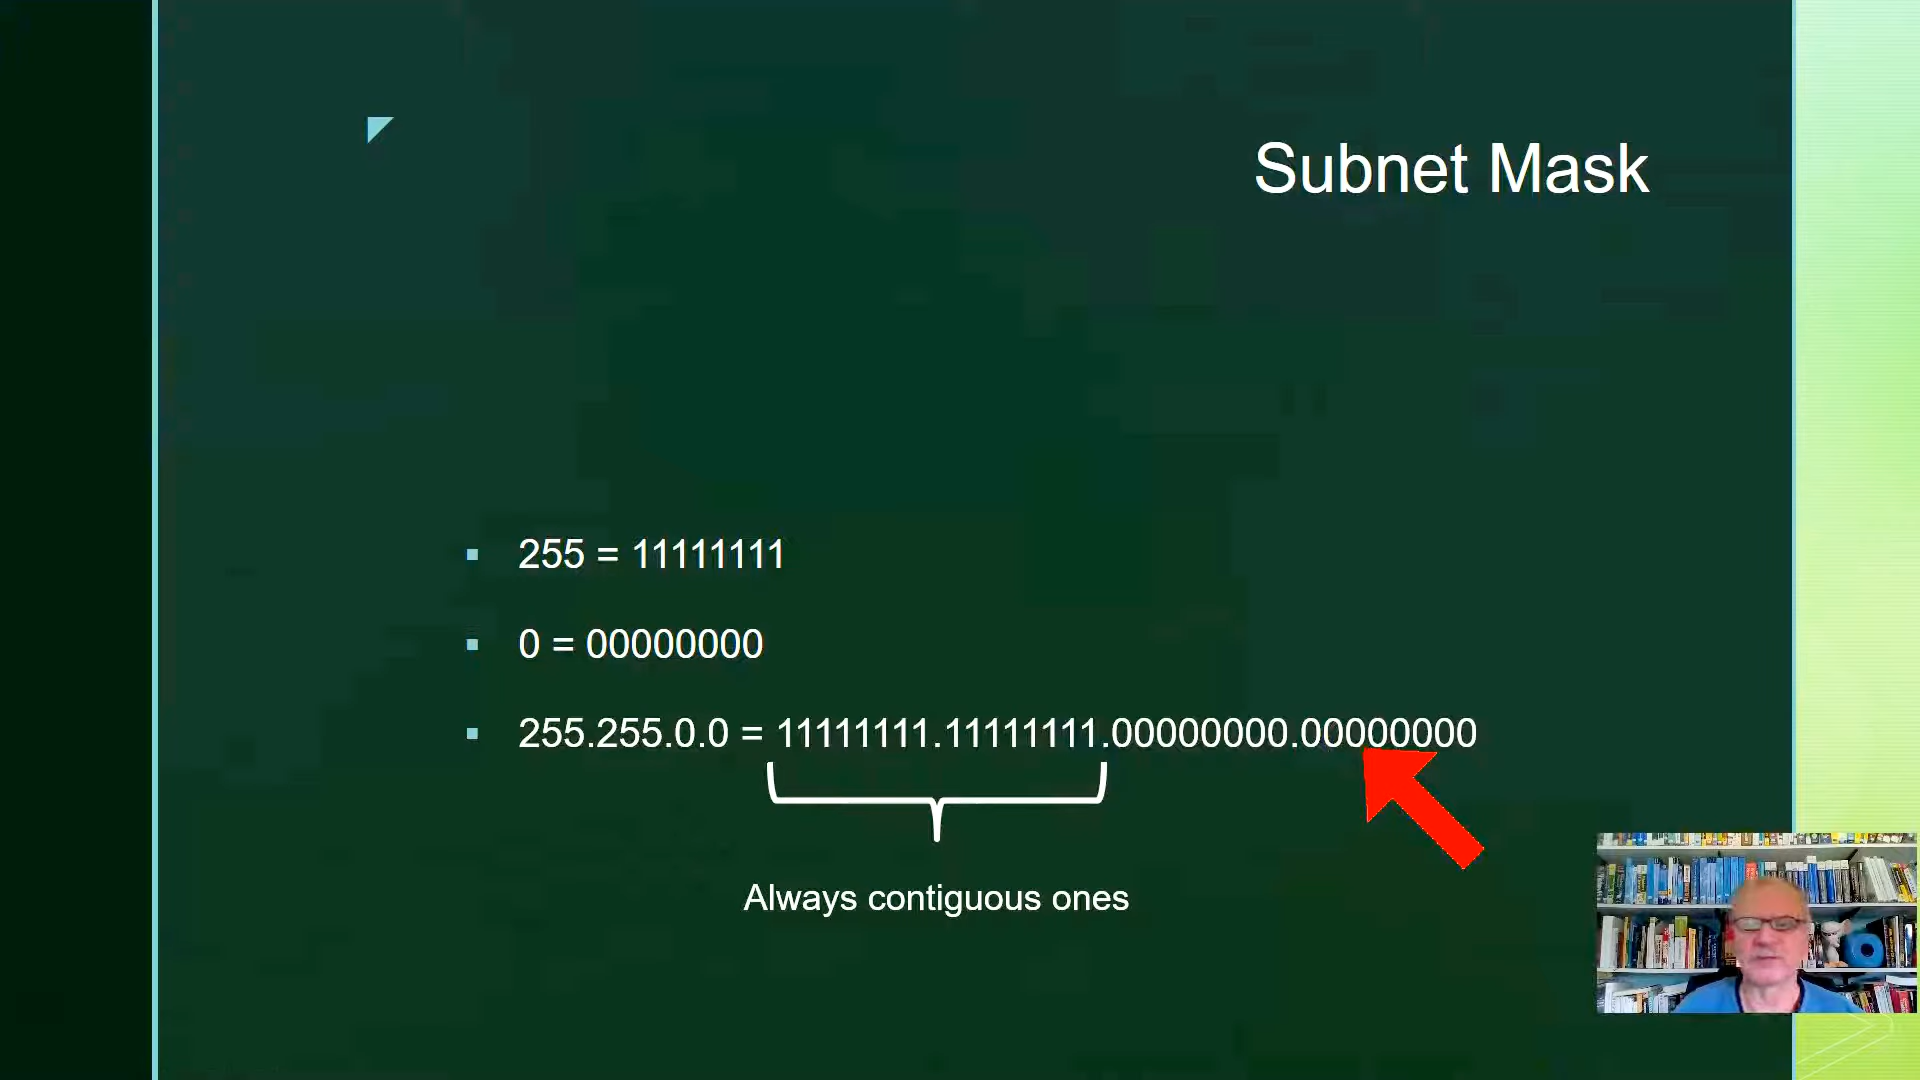 Subnet Mask
255 = 11111111
0 = 00000000
255.255.0.0 = 11111111.11111111.00000000.00000000
Always contiguous ones